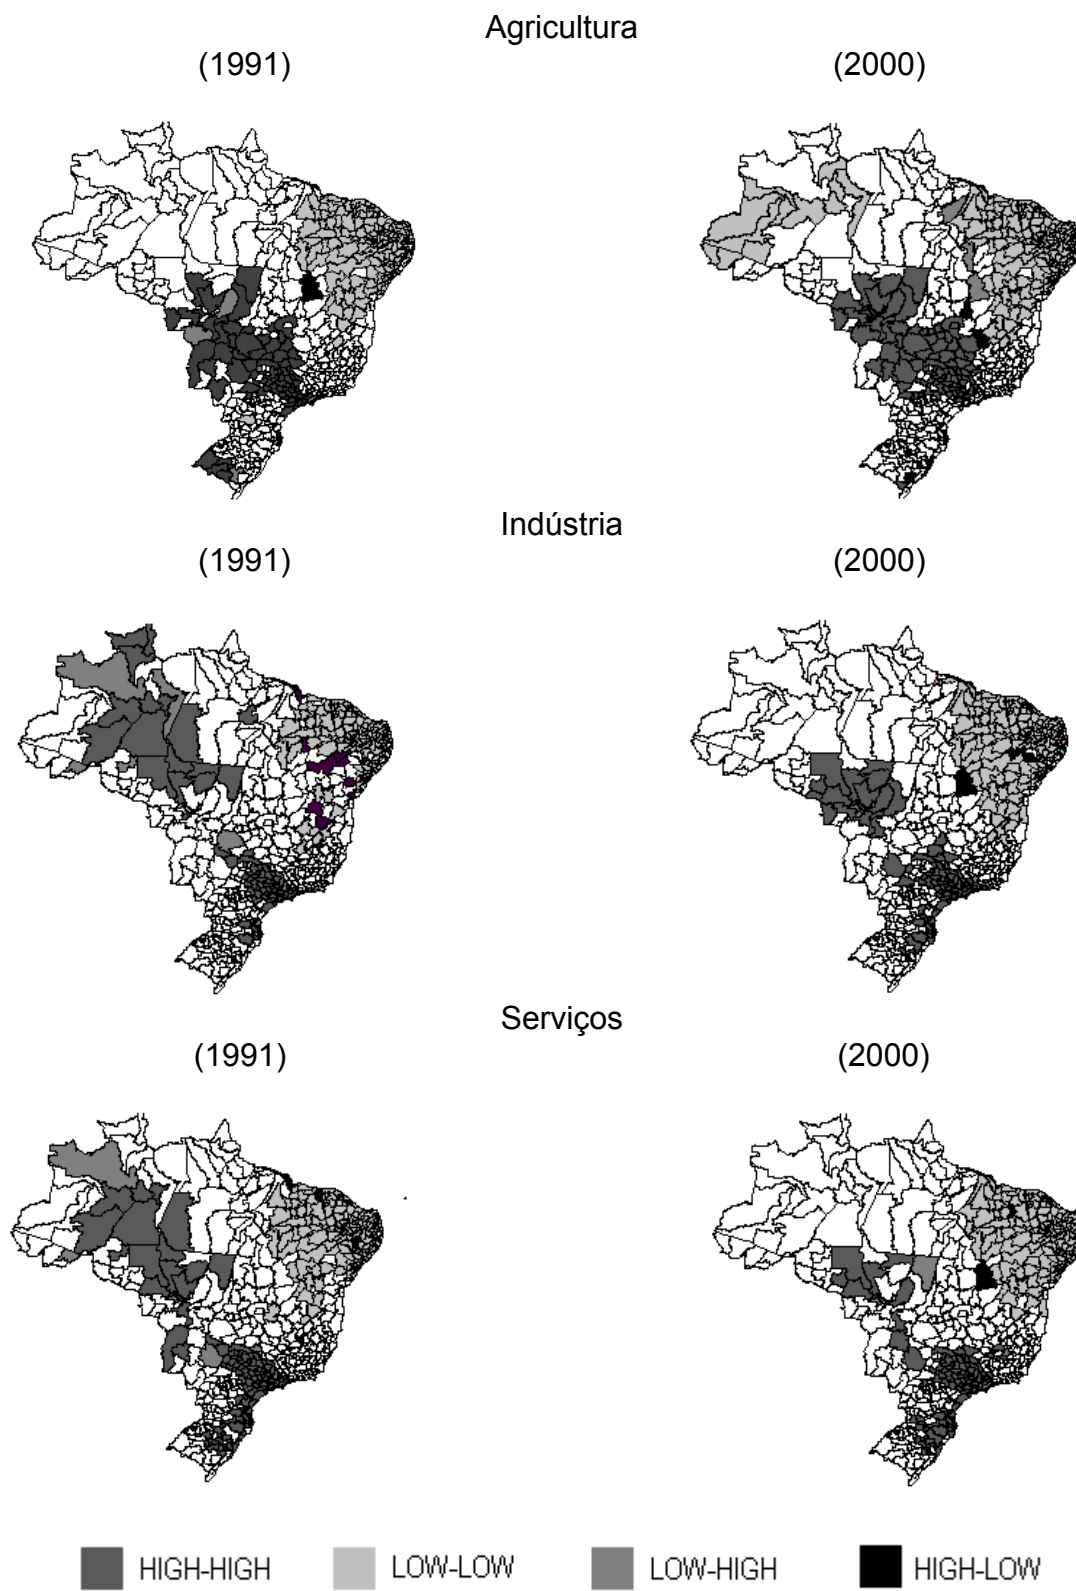 Agricultura
(1991) (2000)
Indústria
(1991) (2000)
Serviços
(1991) (2000)
HIGH-HIGH LOW-LOW LOW-HIGH HIGH-LOW